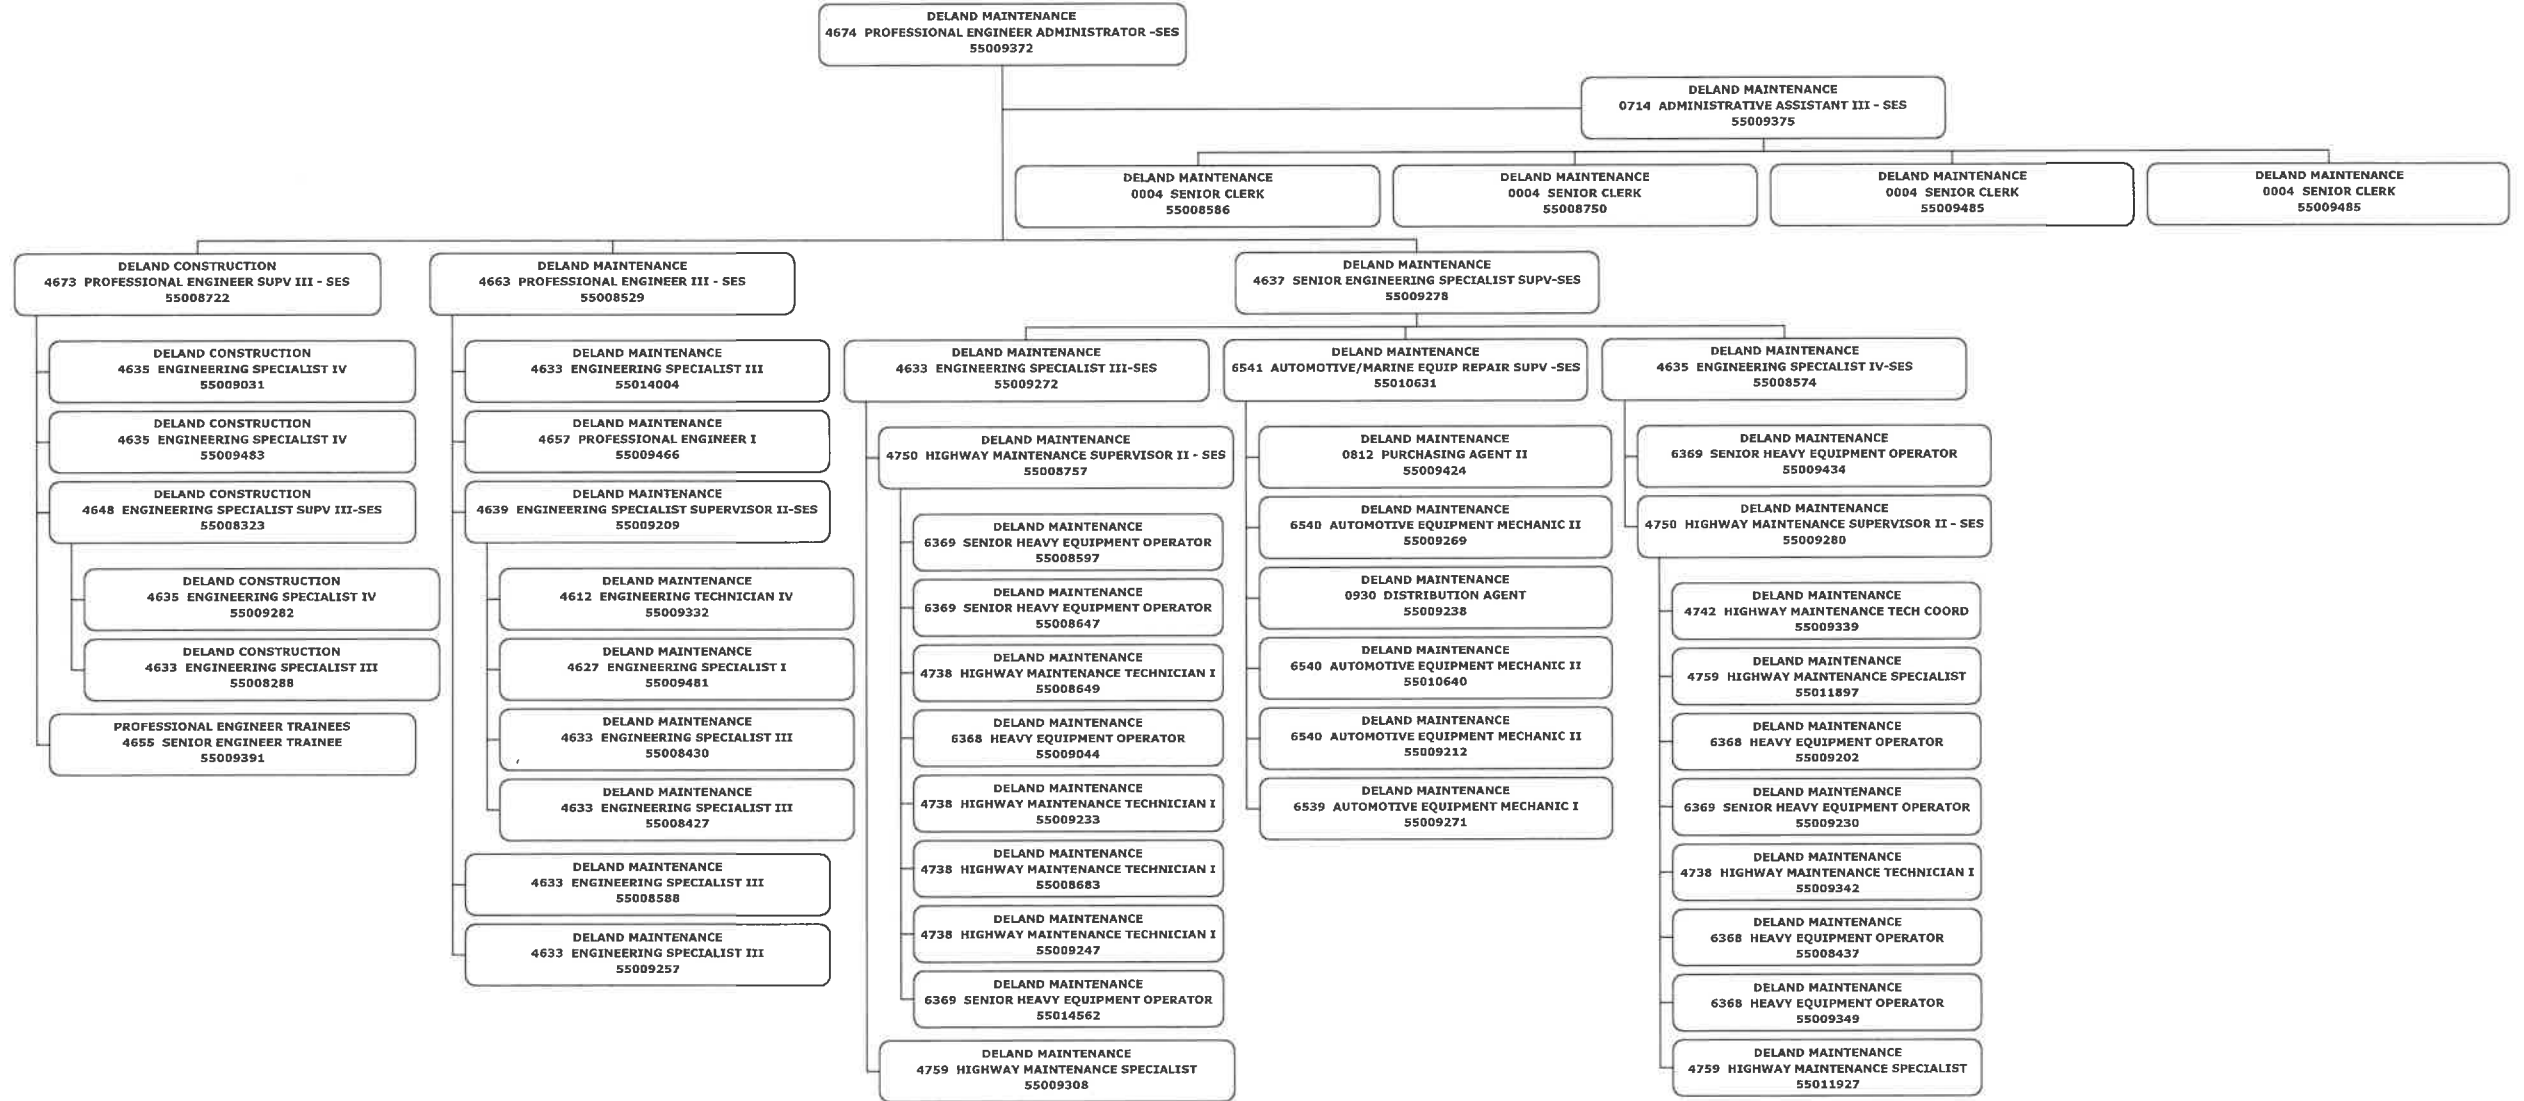 DELAND MAINTENANCE
4674 PROFESSIONAL ENGINEER ADMINISTRATOR -SES
55009372
DELAND MAINTENANCE
0714 ADMINISTRATIVE ASSISTANT III - SES
55009375
DELAND MAINTENANCE
0004 SENIOR CLERK
55008586
DELAND MAINTENANCE
0004 SENIOR CLERK
55008750
DELAND MAINTENANCE
0004 SENIOR CLERK
55009485
DELAND MAINTENANCE
0004 SENIOR CLERK
55009485
DELAND CONSTRUCTION
4673 PROFESSIONAL ENGINEER SUPV III - SES
55008722
DELAND CONSTRUCTION
4635 ENGINEERING SPECIALIST IV
55009031
DELAND CONSTRUCTION
4635 ENGINEERING SPECIALIST IV
55009483
DELAND CONSTRUCTION
4648 ENGINEERING SPECIALIST SUPV III-SES
55008323
DELAND CONSTRUCTION
4635 ENGINEERING SPECIALIST IV
55009282
DELAND CONSTRUCTION
4633 ENGINEERING SPECIALIST III
55008288
PROFESSIONAL ENGINEER TRAINEES
4655 SENIOR ENGINEER TRAINEE
55009391
DELAND MAINTENANCE
4663 PROFESSIONAL ENGINEER III - SES
55008529
DELAND MAINTENANCE
4633 ENGINEERING SPECIALIST III
55014004
DELAND MAINTENANCE
4657 PROFESSIONAL ENGINEER I
55009466
DELAND MAINTENANCE
4639 ENGINEERING SPECIALIST SUPERVISOR II-SES
55009209
DELAND MAINTENANCE
4612 ENGINEERING TECHNICIAN IV
55009332
DELAND MAINTENANCE
4627 ENGINEERING SPECIALIST I
55009481
DELAND MAINTENANCE
4633 ENGINEERING SPECIALIST III
55008430
DELAND MAINTENANCE
4633 ENGINEERING SPECIALIST III
55008427
DELAND MAINTENANCE
4633 ENGINEERING SPECIALIST III
55008588
DELAND MAINTENANCE
4633 ENGINEERING SPECIALIST III
55009257
DELAND MAINTENANCE
4637 SENIOR ENGINEERING SPECIALIST SUPV-SES
55009278
DELAND MAINTENANCE
4633 ENGINEERING SPECIALIST III-SES
55009272
DELAND MAINTENANCE
4750 HIGHWAY MAINTENANCE SUPERVISOR II - SES
55008757
DELAND MAINTENANCE
6369 SENIOR HEAVY EQUIPMENT OPERATOR
55008597
DELAND MAINTENANCE
6369 SENIOR HEAVY EQUIPMENT OPERATOR
55008647
DELAND MAINTENANCE
4738 HIGHWAY MAINTENANCE TECHNICIAN I
55008649
DELAND MAINTENANCE
6368 HEAVY EQUIPMENT OPERATOR
55009044
DELAND MAINTENANCE
4738 HIGHWAY MAINTENANCE TECHNICIAN I
55009233
DELAND MAINTENANCE
4738 HIGHWAY MAINTENANCE TECHNICIAN I
55008683
DELAND MAINTENANCE
4738 HIGHWAY MAINTENANCE TECHNICIAN I
55009247
DELAND MAINTENANCE
6369 SENIOR HEAVY EQUIPMENT OPERATOR
55014562
DELAND MAINTENANCE
4759 HIGHWAY MAINTENANCE SPECIALIST
55009308
DELAND MAINTENANCE
6541 AUTOMOTIVE/MARINE EQUIP REPAIR SUPV -SES
55010631
DELAND MAINTENANCE
0812 PURCHASING AGENT II
55009424
DELAND MAINTENANCE
6540 AUTOMOTIVE EQUIPMENT MECHANIC II
55009269
DELAND MAINTENANCE
0930 DISTRIBUTION AGENT
55009238
DELAND MAINTENANCE
6540 AUTOMOTIVE EQUIPMENT MECHANIC II
55010640
DELAND MAINTENANCE
6540 AUTOMOTIVE EQUIPMENT MECHANIC II
55009212
DELAND MAINTENANCE
6539 AUTOMOTIVE EQUIPMENT MECHANIC I
55009271
DELAND MAINTENANCE
4635 ENGINEERING SPECIALIST IV-SES
55008574
DELAND MAINTENANCE
6369 SENIOR HEAVY EQUIPMENT OPERATOR
55009434
DELAND MAINTENANCE
4750 HIGHWAY MAINTENANCE SUPERVISOR II - SES
55009280
DELAND MAINTENANCE
4742 HIGHWAY MAINTENANCE TECH COORD
55009339
DELAND MAINTENANCE
4759 HIGHWAY MAINTENANCE SPECIALIST
55011897
DELAND MAINTENANCE
6368 HEAVY EQUIPMENT OPERATOR
55009202
DELAND MAINTENANCE
6369 SENIOR HEAVY EQUIPMENT OPERATOR
55009230
DELAND MAINTENANCE
4738 HIGHWAY MAINTENANCE TECHNICIAN I
55009342
DELAND MAINTENANCE
6368 HEAVY EQUIPMENT OPERATOR
55008437
DELAND MAINTENANCE
6368 HEAVY EQUIPMENT OPERATOR
55009349
DELAND MAINTENANCE
4759 HIGHWAY MAINTENANCE SPECIALIST
55011927